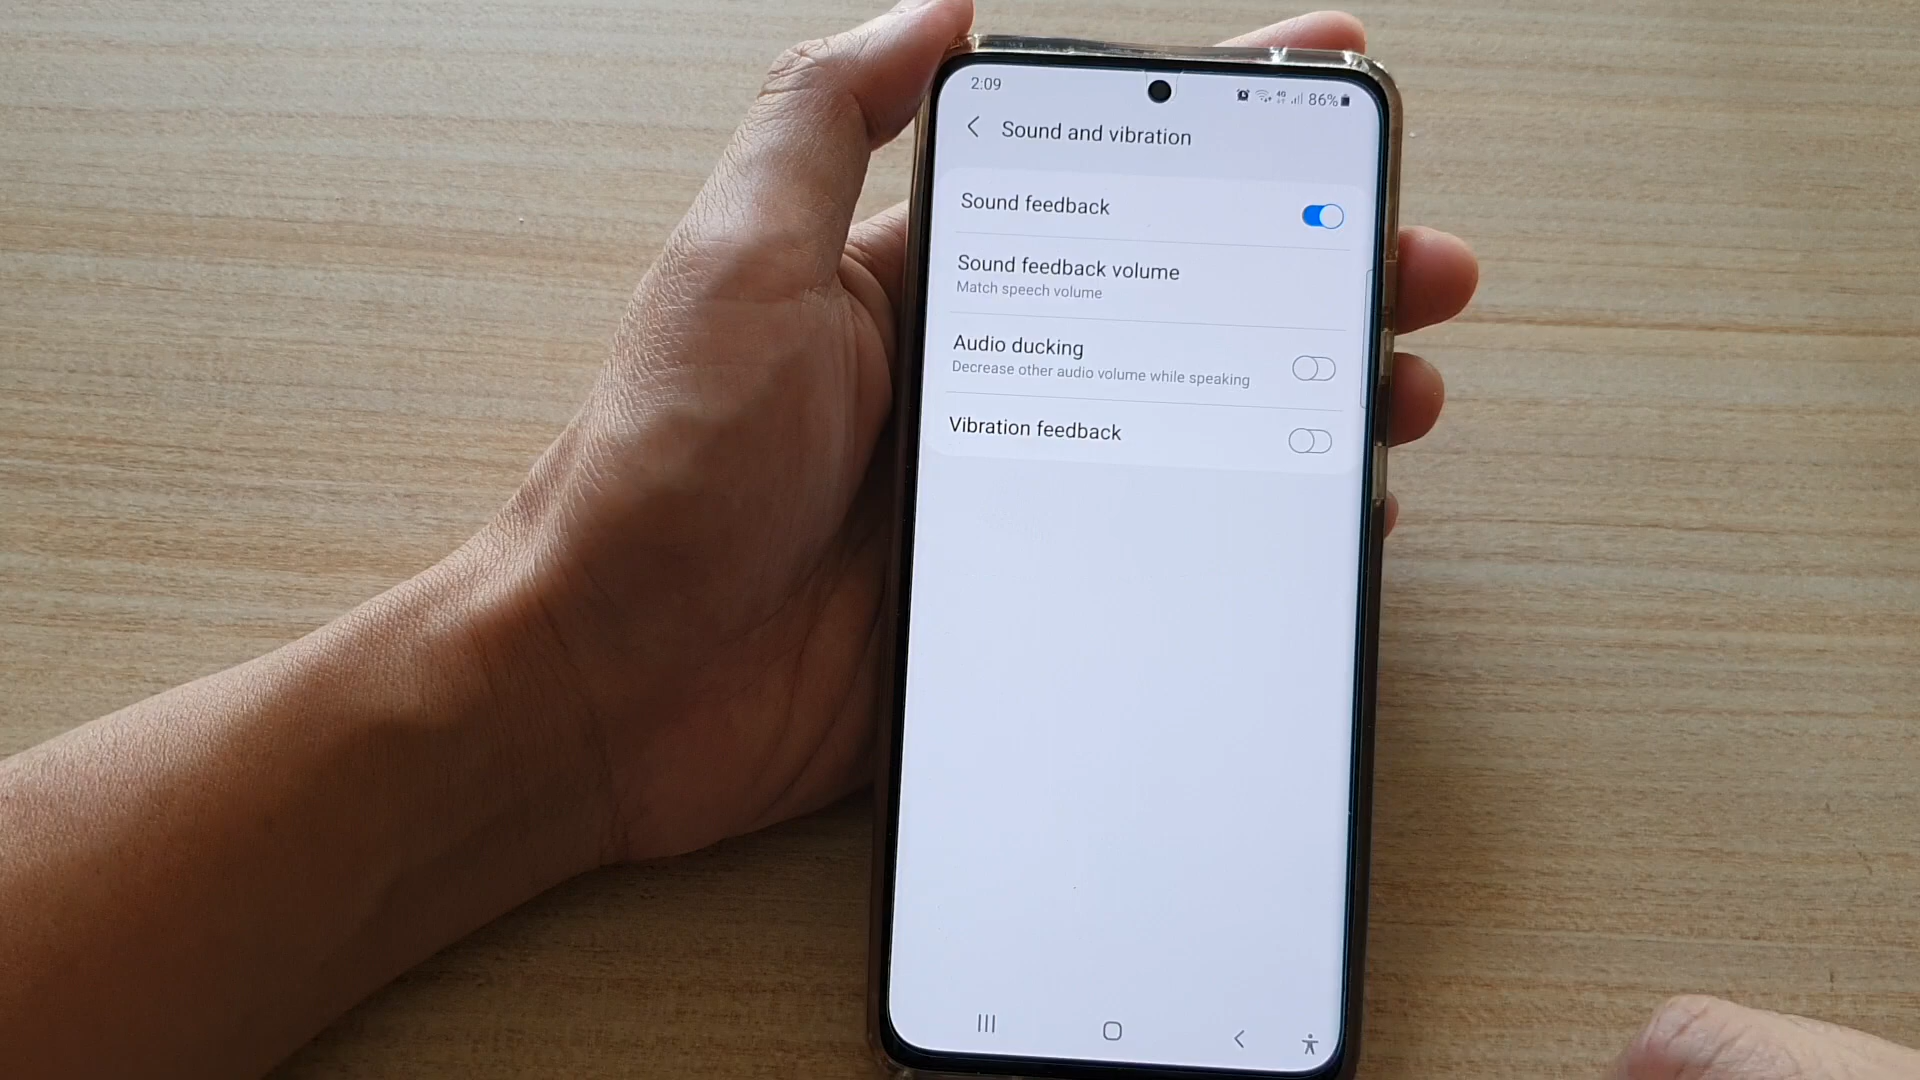 2:09
4G 86%
Sound and vibration
Sound feedback
Sound feedback volume
Match speech volume
Audio ducking
Decrease other audio volume while speaking
Vibration feedback